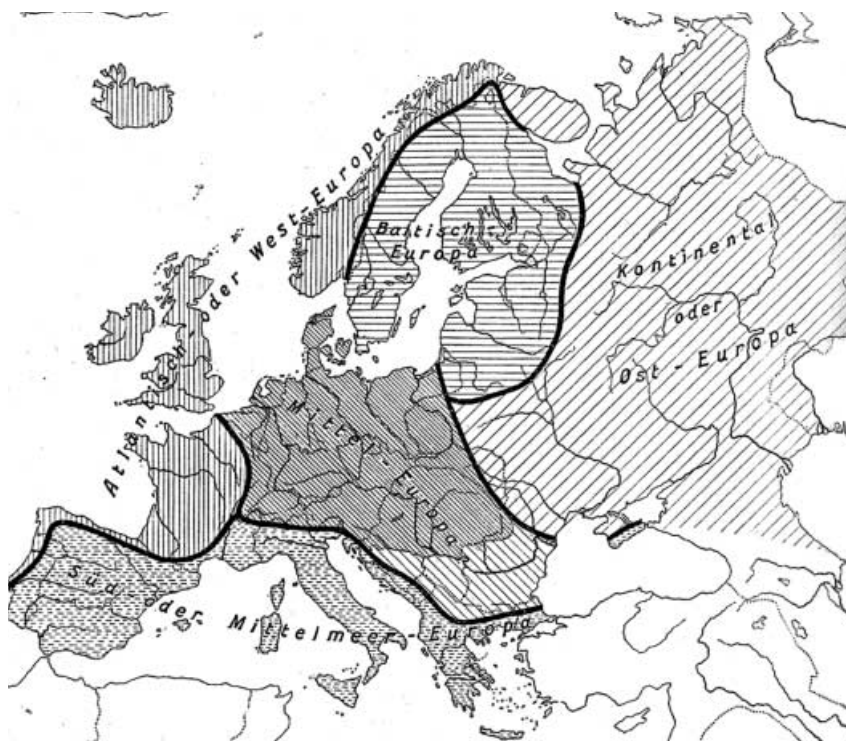 Atlantisch- oder West-Europa
Baltisch-
Europa
Kontinental
oder
Ost-Europa
Mittel-Europa
Süd- oder Mittelmeer-Europa